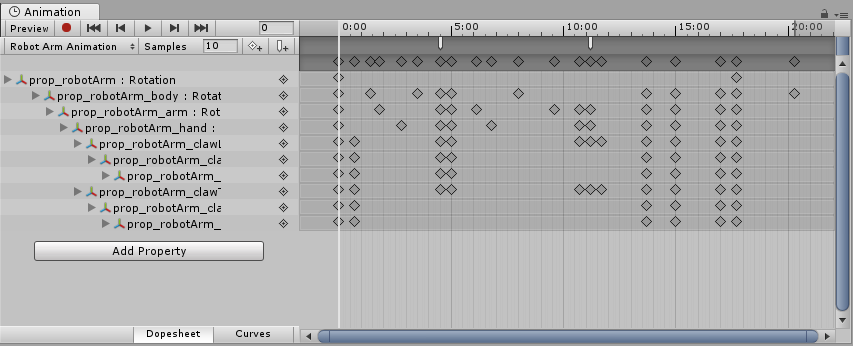 Animation
Preview 0 0:00 5:00 10:00 15:00 20:00
Robot Arm Animation Samples 10
prop_robotArm : Rotation
prop_robotArm_body : Rotat
prop_robotArm_arm : Rot
prop_robotArm_hand :
prop_robotArm_clawL
prop_robotArm_cla
prop_robotArm_
prop_robotArm_clawT
prop_robotArm_cla
prop_robotArm_
Add Property
Dopesheet Curves